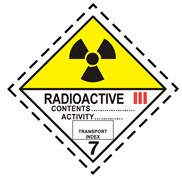 RADIOACTIVE III
CONTENTS....................
ACTIVITY...................
TRANSPORT
INDEX
7